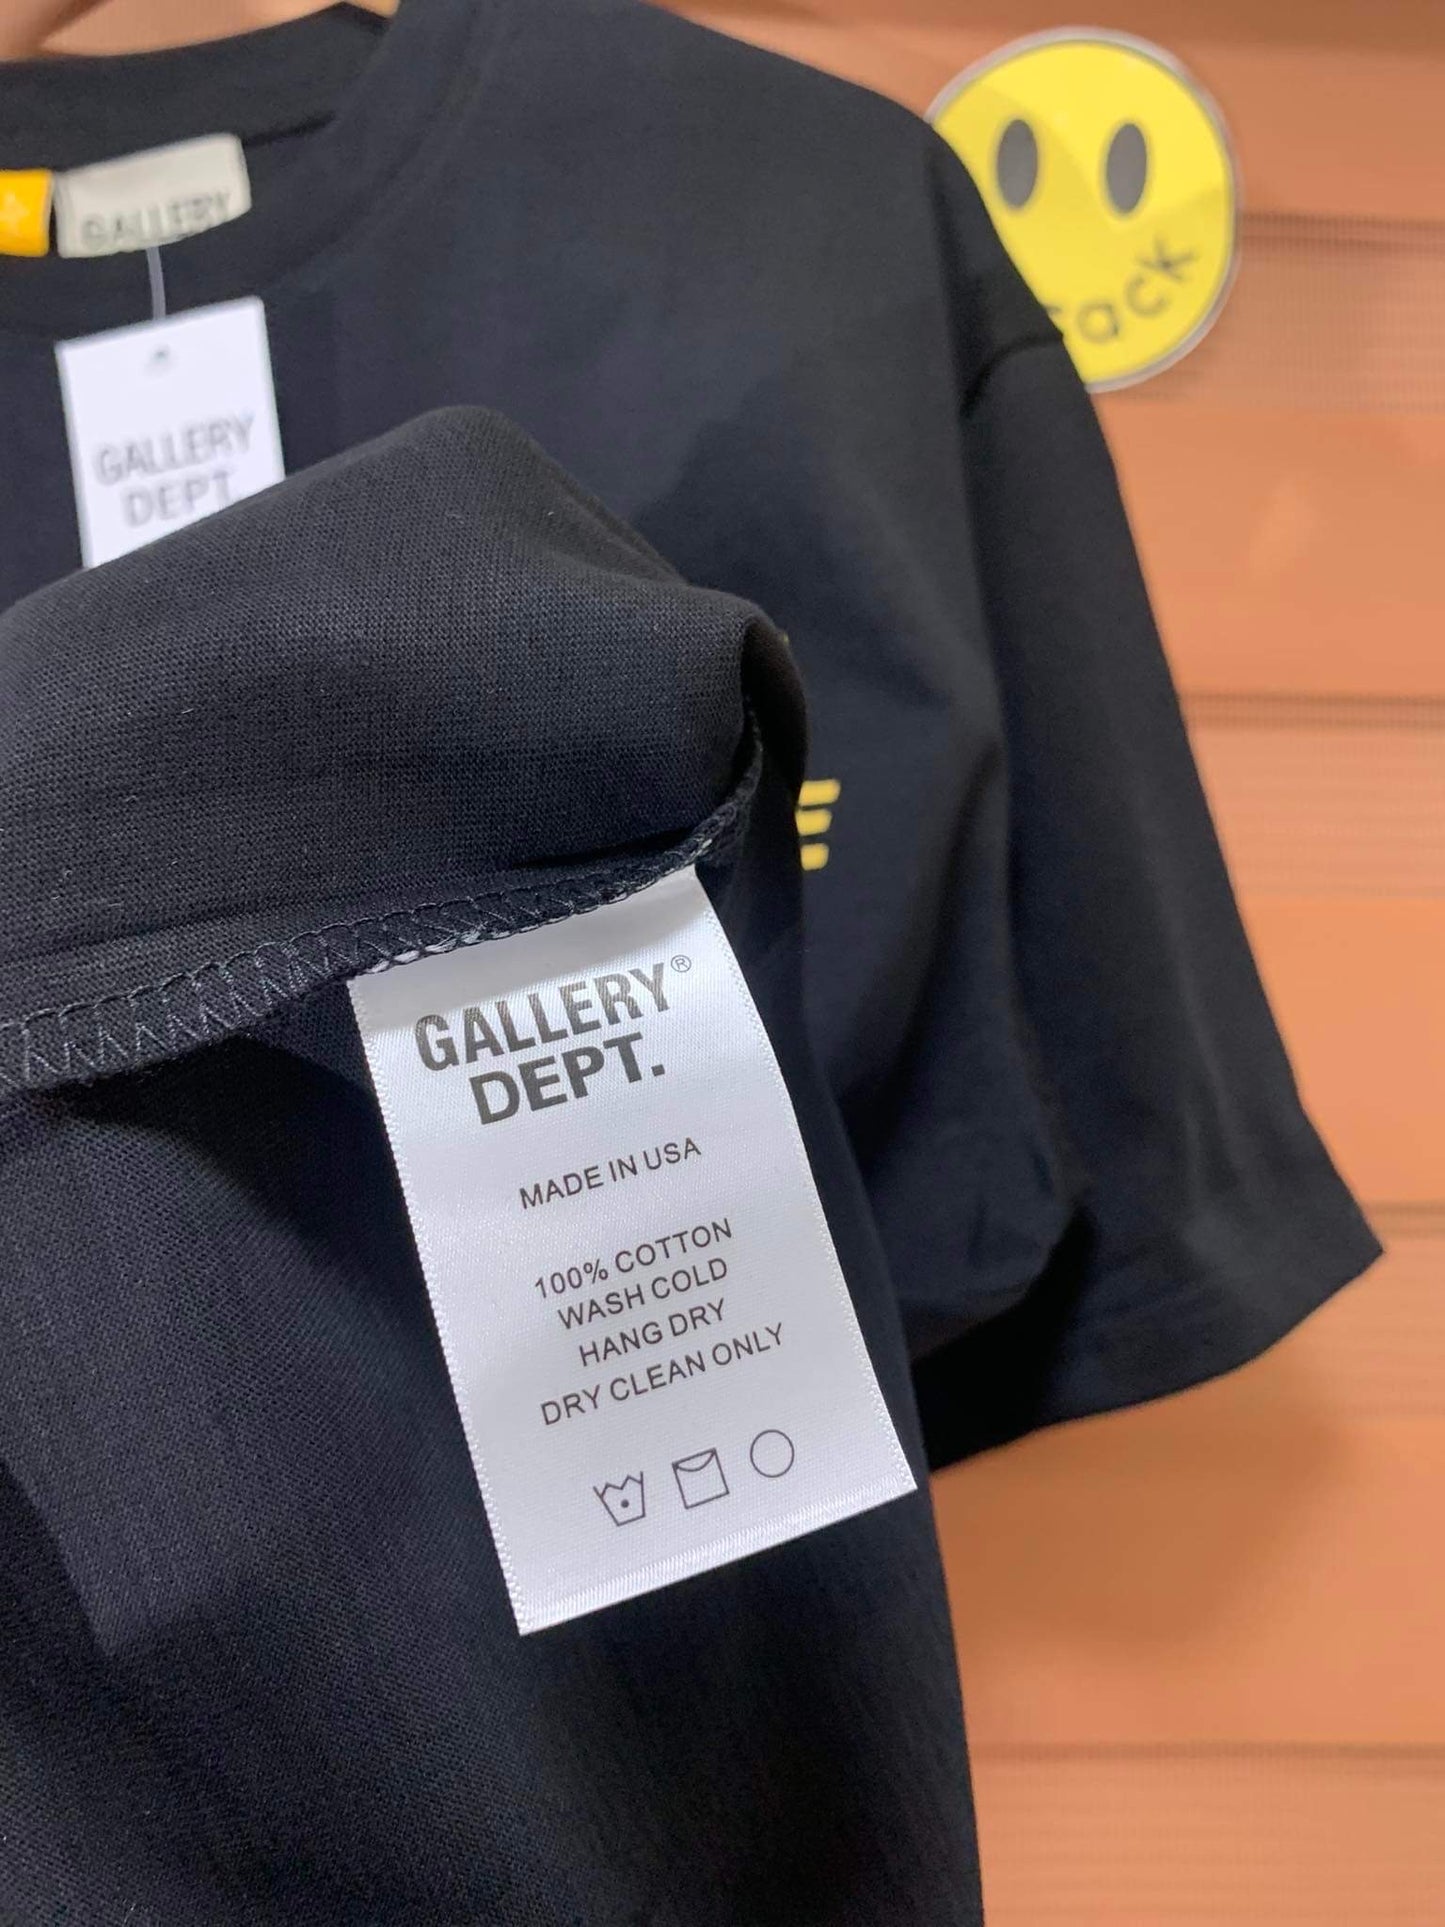 GALLERY
GALLERY
DEPT.
GALLERY®
DEPT.
MADE IN USA
100% COTTON
WASH COLD
HANG DRY
DRY CLEAN ONLY